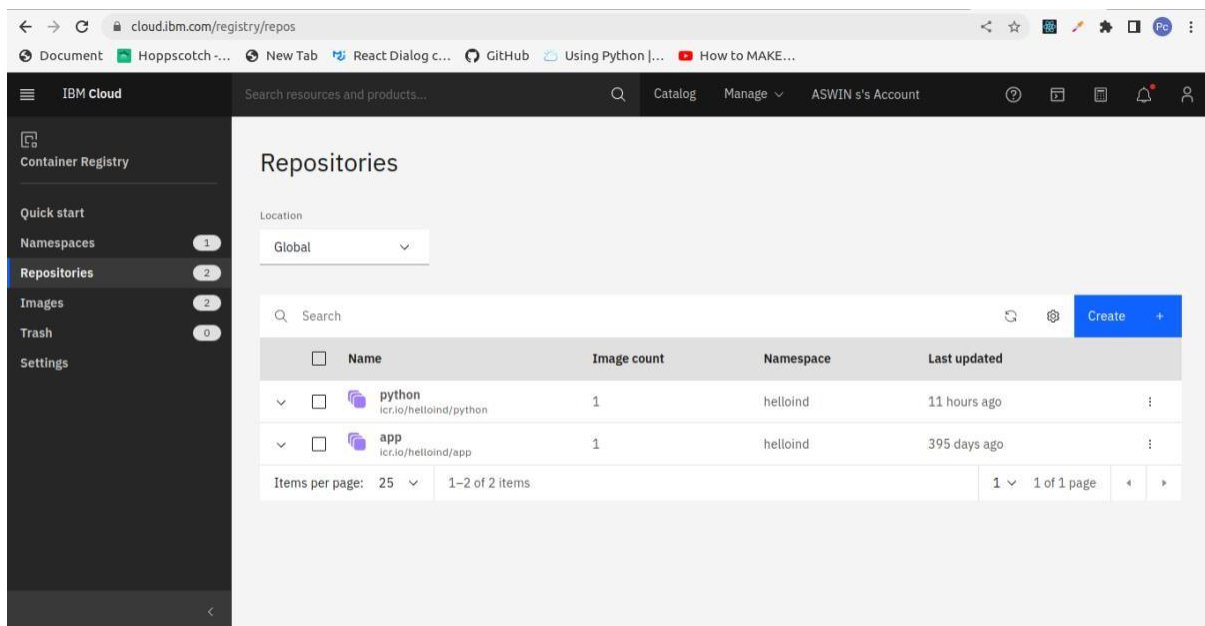 cloud.ibm.com/registry/repos
Document Hoppscotch -... New Tab React Dialog c... GitHub Using Python |... How to MAKE...
IBM Cloud Search resources and products... Catalog Manage ASWIN s's Account
Pc
Container Registry
Quick start
Namespaces 1
Repositories 2
Images 2
Trash 0
Settings
Repositories
Location
Global
Search Create +
Name Image count Namespace Last updated
python 1 helloind 11 hours ago
icr.io/helloind/python
app 1 helloind 395 days ago
icr.io/helloind/app
Items per page: 25 1–2 of 2 items 1 1 of 1 page